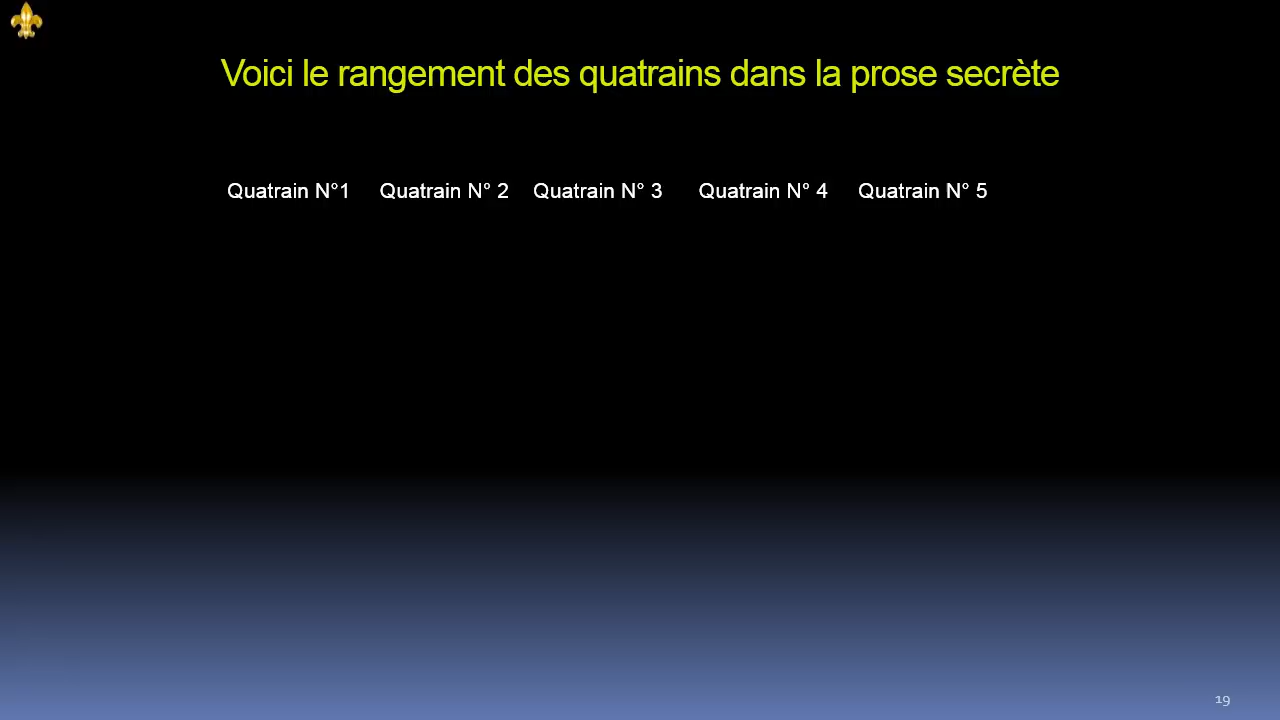 Voici le rangement des quatrains dans la prose secrète
Quatrain N°1 Quatrain N° 2 Quatrain N° 3 Quatrain N° 4 Quatrain N° 5
19